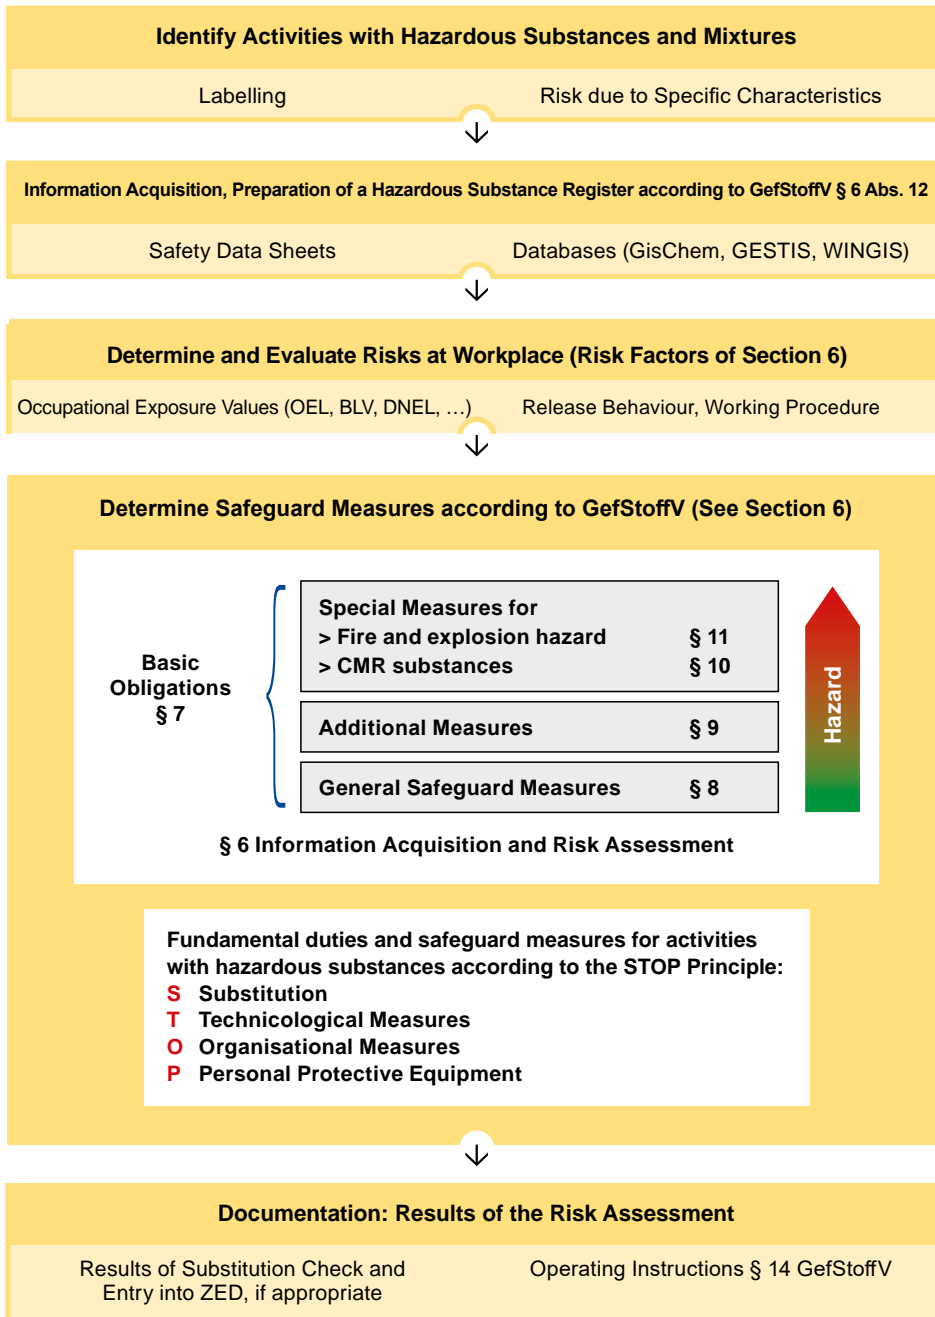 Identify Activities with Hazardous Substances and Mixtures
Labelling
Risk due to Specific Characteristics
Information Acquisition, Preparation of a Hazardous Substance Register according to GefStoffV § 6 Abs. 12
Safety Data Sheets
Databases (GisChem, GESTIS, WINGIS)
Determine and Evaluate Risks at Workplace (Risk Factors of Section 6)
Occupational Exposure Values (OEL, BLV, DNEL, …)
Release Behaviour, Working Procedure
Determine Safeguard Measures according to GefStoffV (See Section 6)
Basic
Obligations
§ 7
Special Measures for
> Fire and explosion hazard § 11
> CMR substances § 10
Additional Measures § 9
General Safeguard Measures § 8
Hazard
§ 6 Information Acquisition and Risk Assessment
Fundamental duties and safeguard measures for activities
with hazardous substances according to the STOP Principle:
S Substitution
T Technicological Measures
O Organisational Measures
P Personal Protective Equipment
Documentation: Results of the Risk Assessment
Results of Substitution Check and
Entry into ZED, if appropriate
Operating Instructions § 14 GefStoffV